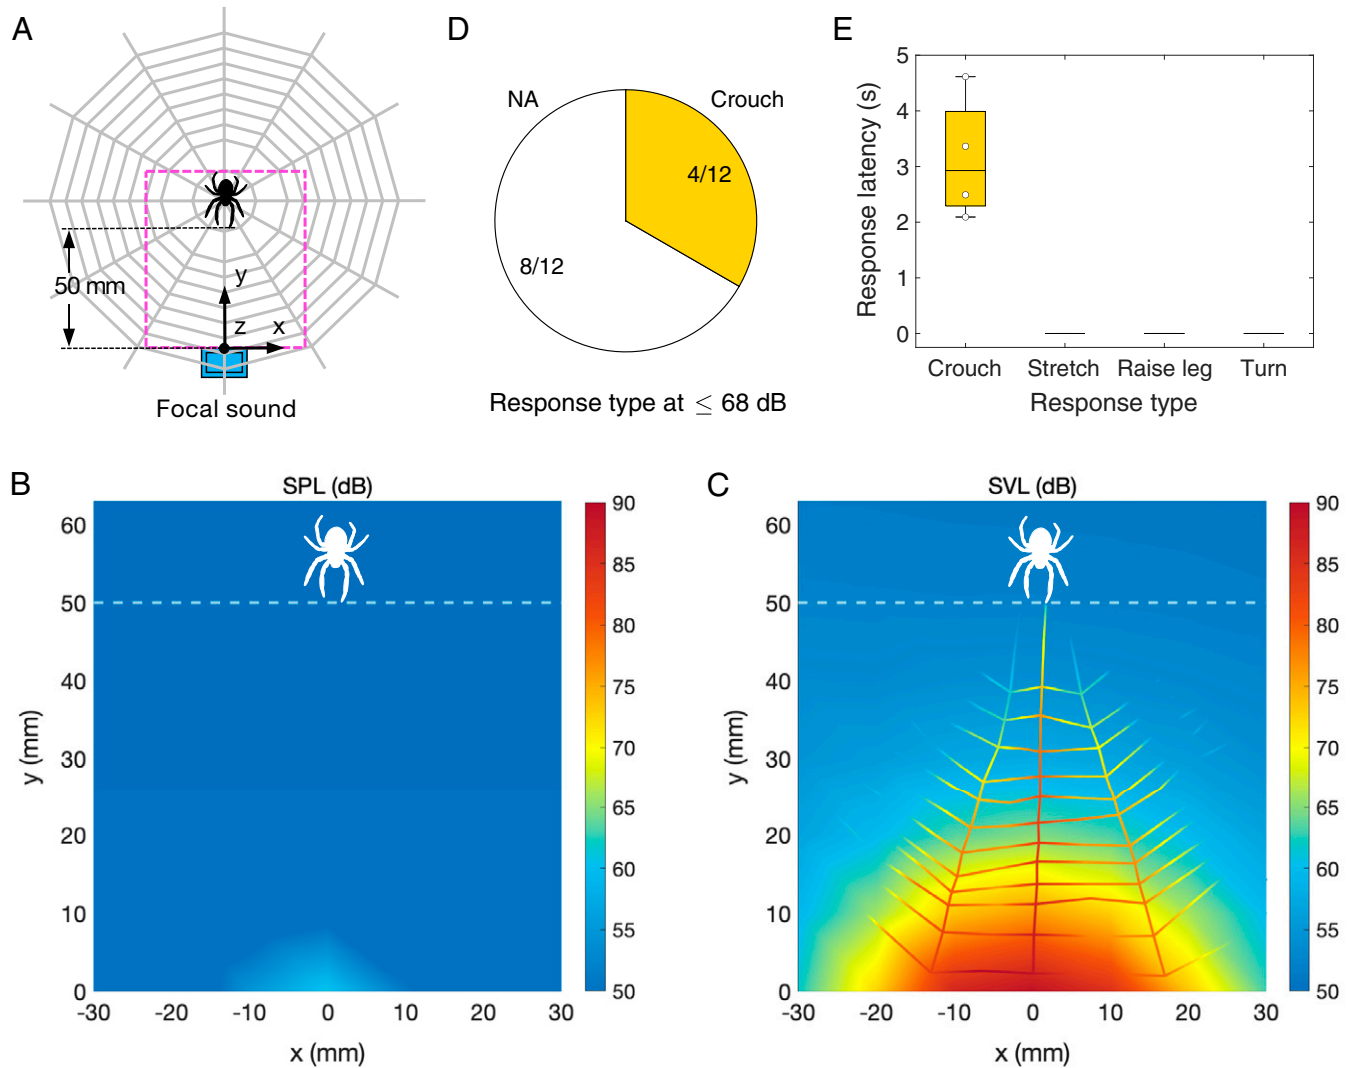 A
50 mm
y
z
x
Focal sound
D
NA
Crouch
4/12
8/12
Response type at ≤ 68 dB
E
Response latency (s)
5
4
3
2
1
0
Crouch Stretch Raise leg Turn
Response type
B
SPL (dB)
y (mm)
60
50
40
30
20
10
0
-30 -20 -10 0 10 20 30
x (mm)
90
85
80
75
70
65
60
55
50
C
SVL (dB)
y (mm)
60
50
40
30
20
10
0
-30 -20 -10 0 10 20 30
x (mm)
90
85
80
75
70
65
60
55
50